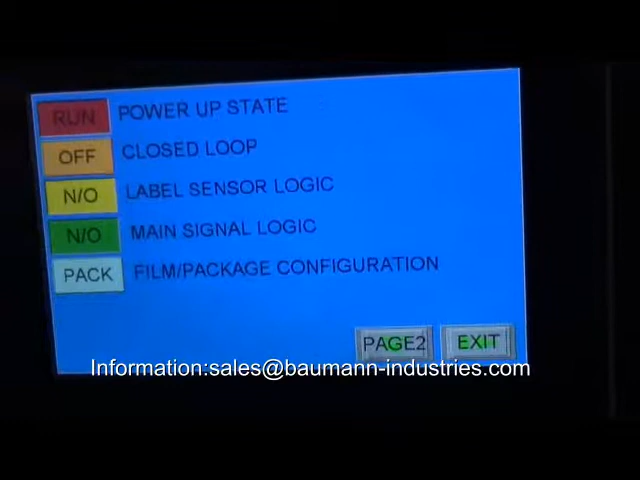 RUN POWER UP STATE
OFF CLOSED LOOP
N/O LABEL SENSOR LOGIC
N/O MAIN SIGNAL LOGIC
PACK FILM/PACKAGE CONFIGURATION
PAGE2 EXIT
Information:sales@baumann-industries.com